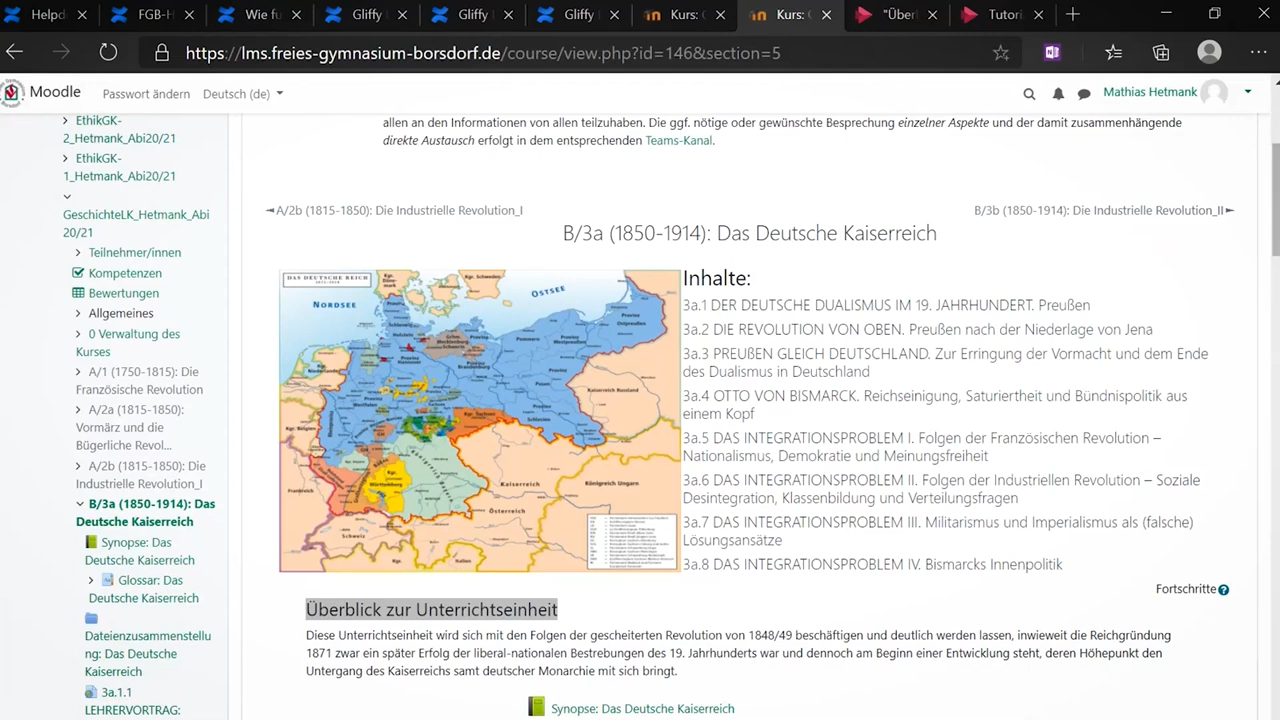 Helpd
FGB-H
Wie fu
Gliffy
Gliffy
Gliffy
Kurs:
Kurs: (
"Über
Tutori
https://lms.freies-gymnasium-borsdorf.de/course/view.php?id=146&section=5
Moodle
Passwort ändern
Deutsch (de)
Mathias Hetmank
EthikGK-
2_Hetmank_Abi20/21
EthikGK-
1_Hetmank_Abi20/21
GeschichteLK_Hetmank_Abi
20/21
Teilnehmer/innen
Kompetenzen
Bewertungen
Allgemeines
0 Verwaltung des
Kurses
A/1 (1750-1815): Die
Französische Revolution
A/2a (1815-1850):
Vormärz und die
Bügerliche Revol...
A/2b (1815-1850): Die
Industrielle Revolution_I
B/3a (1850-1914): Das
Deutsche Kaiserreich
Synopse: Das
Deutsche Kaiserreich
Glossar: Das
Deutsche Kaiserreich
Dateienzusammenstellu
ng: Das Deutsche
Kaiserreich
3a.1.1
LEHRERVORTRAG:
allen an den Informationen von allen teilzuhaben. Die ggf. nötige oder gewünschte Besprechung einzelner Aspekte und der damit zusammenhängende
direkte Austausch erfolgt in dem entsprechenden Teams-Kanal.
◄A/2b (1815-1850): Die Industrielle Revolution_I
B/3b (1850-1914): Die Industrielle Revolution_II►
B/3a (1850-1914): Das Deutsche Kaiserreich
DAS DEUTSCHE REICH
NORDSEE
OSTSEE
Kgr. Schweden
Kaiserreich Russland
Kaiserreich
Österreich
Königreich Ungarn
Schweiz
Frankreich
Italien
Inhalte:
3a.1 DER DEUTSCHE DUALISMUS IM 19. JAHRHUNDERT. Preußen
3a.2 DIE REVOLUTION VON OBEN. Preußen nach der Niederlage von Jena
3a.3 PREUßEN GLEICH DEUTSCHLAND. Zur Erringung der Vormacht und dem Ende
des Dualismus in Deutschland
3a.4 OTTO VON BISMARCK. Reichseinigung, Saturiertheit und Bündnispolitik aus
einem Kopf
3a.5 DAS INTEGRATIONSPROBLEM I. Folgen der Französischen Revolution –
Nationalismus, Demokratie und Meinungsfreiheit
3a.6 DAS INTEGRATIONSPROBLEM II. Folgen der Industriellen Revolution – Soziale
Desintegration, Klassenbildung und Verteilungsfragen
3a.7 DAS INTEGRATIONSPROBLEM III. Militarismus und Imperialismus als (falsche)
Lösungsansätze
3a.8 DAS INTEGRATIONSPROBLEM IV. Bismarcks Innenpolitik
Fortschritte
Überblick zur Unterrichtseinheit
Diese Unterrichtseinheit wird sich mit den Folgen der gescheiterten Revolution von 1848/49 beschäftigen und deutlich werden lassen, inwieweit die Reichgründung
1871 zwar ein später Erfolg der liberal-nationalen Bestrebungen des 19. Jahrhunderts war und dennoch am Beginn einer Entwicklung steht, deren Höhepunkt den
Untergang des Kaiserreichs samt deutscher Monarchie mit sich bringt.
Synopse: Das Deutsche Kaiserreich